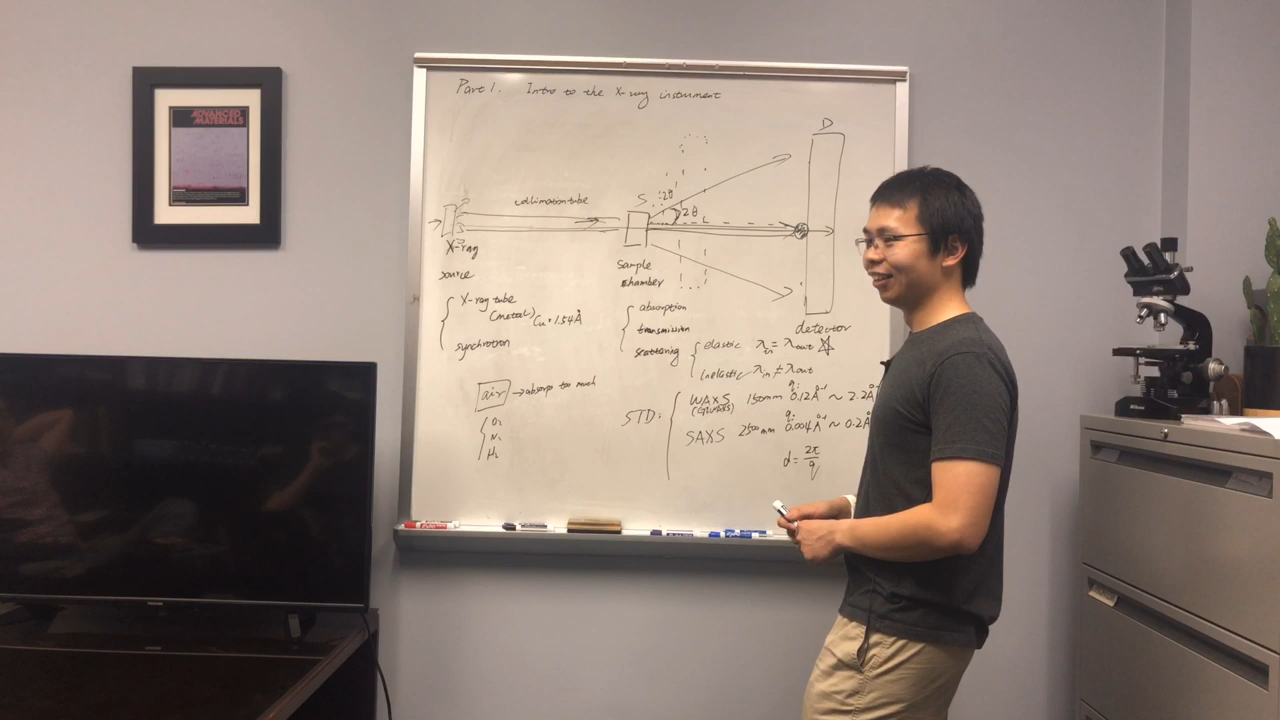 ADVANCED
MATERIALS
Part 1. Intro to the X-ray instrument
D
collimation tube
S
2θ
2θ
X-ray
source
sample
chamber
detector
X-ray tube
(metal) Cu 1.54Å
synchrotron
absorption
transmission
scattering
elastic λin = λout
inelastic λin ≠ λout
air → absorps too much
O2
N2
H2
STD:
WAXS 150mm q: 0.12Å-1 ~ 2.2Å
(GIWAXS)
SAXS 2500mm q: 0.004Å-1 ~ 0.2Å
d = 2π/q